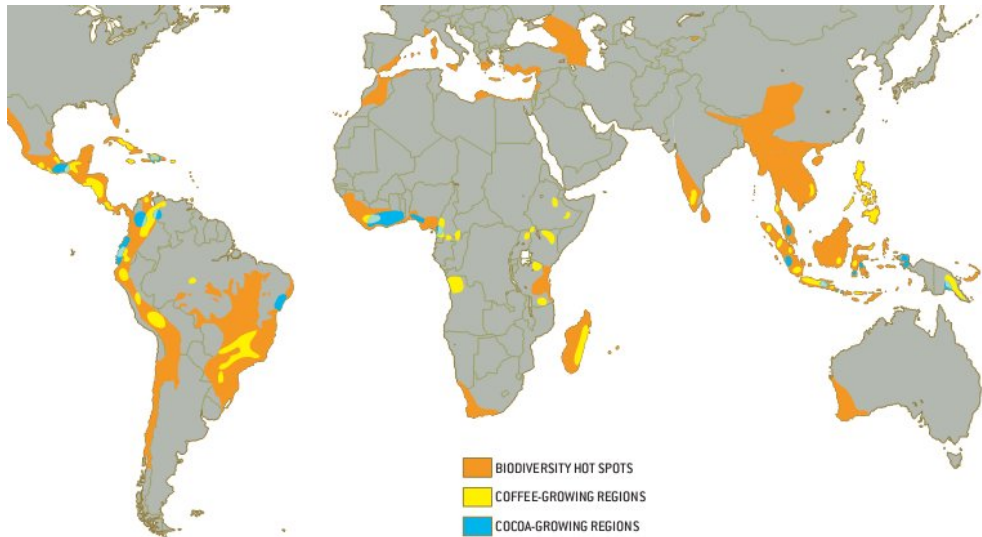 BIODIVERSITY HOT SPOTS
COFFEE-GROWING REGIONS
COCOA-GROWING REGIONS